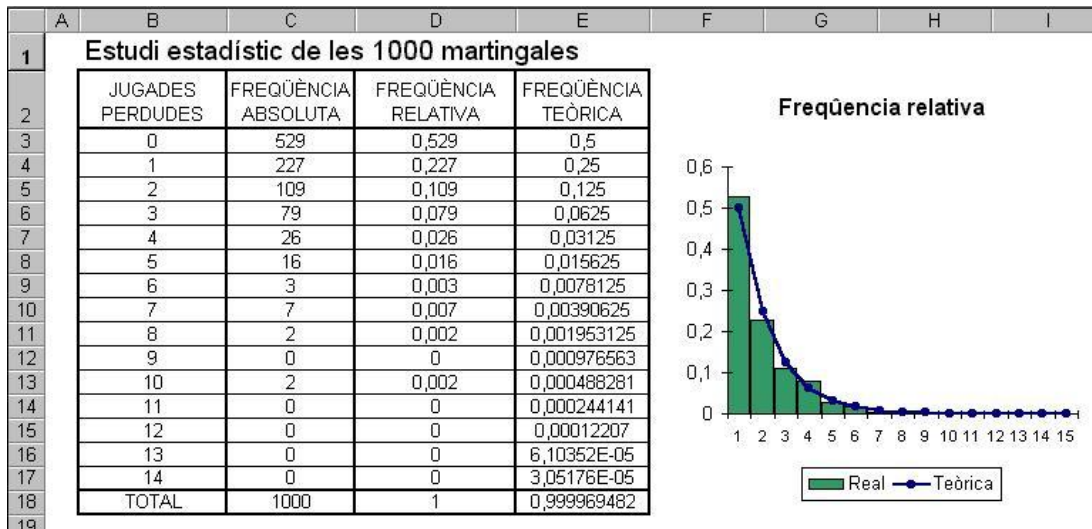 A B C D E F G H I
1 Estudi estadístic de les 1000 martingales
2 JUGADES PERDUDES FREQÜÈNCIA ABSOLUTA FREQÜÈNCIA RELATIVA FREQÜÈNCIA TEÒRICA
3 0 529 0,529 0,5
4 1 227 0,227 0,25
5 2 109 0,109 0,125
6 3 79 0,079 0,0625
7 4 26 0,026 0,03125
8 5 16 0,016 0,015625
9 6 3 0,003 0,0078125
10 7 7 0,007 0,00390625
11 8 2 0,002 0,001953125
12 9 0 0 0,000976563
13 10 2 0,002 0,000488281
14 11 0 0 0,000244141
15 12 0 0 0,00012207
16 13 0 0 6,10352E-05
17 14 0 0 3,05176E-05
18 TOTAL 1000 1 0,999969482
19
Freqûencia relativa
0,6
0,5
0,4
0,3
0,2
0,1
0
1 2 3 4 5 6 7 8 9 10 11 12 13 14 15
Real Teòrica